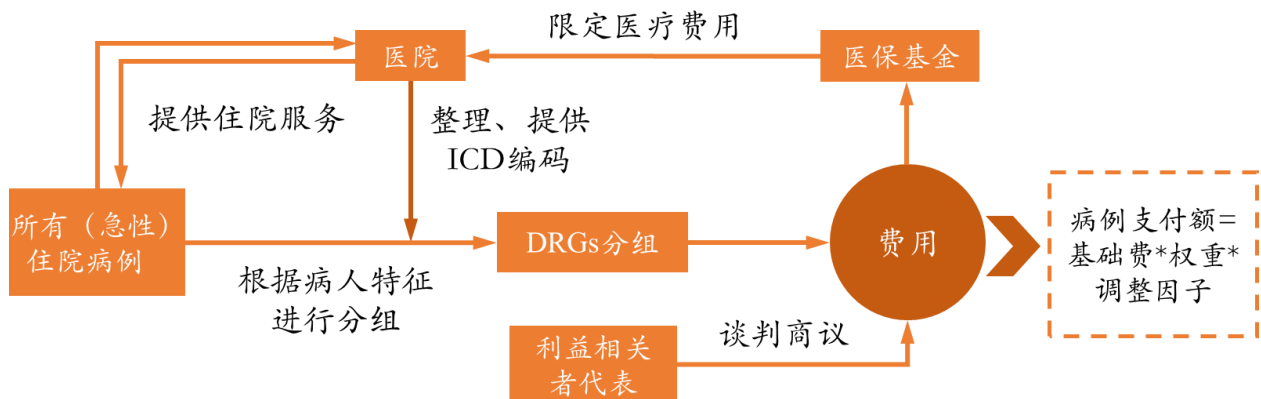 限定医疗费用
医院
医保基金
提供住院服务
整理、提供
ICD编码
所有（急性）
住院病例
DRGs分组
费用
病例支付额=
基础费*权重*
调整因子
根据病人特征
进行分组
谈判商议
利益相关
者代表